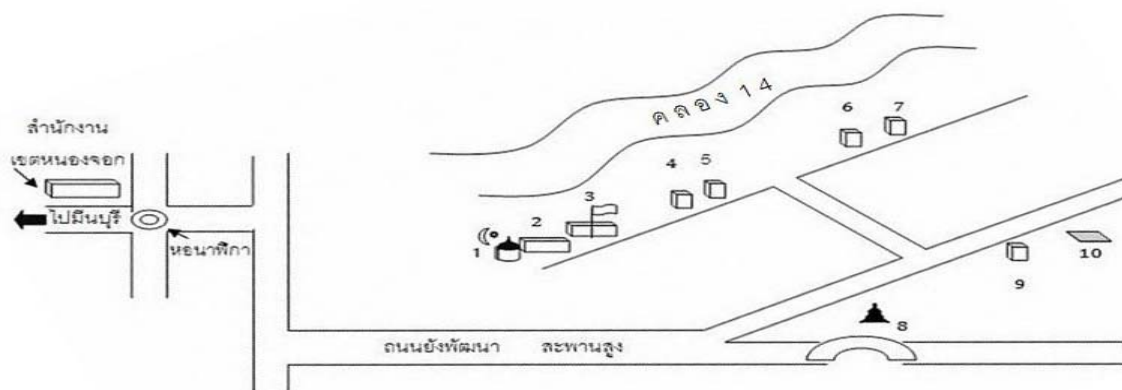 คลอง 14
6
7
สำนักงาน
เขตหนองจอก
4
5
3
ไปมีนบุรี
2
1
หอนาฬิกา
10
9
8
ถนนยังพัฒนา สะพานสูง